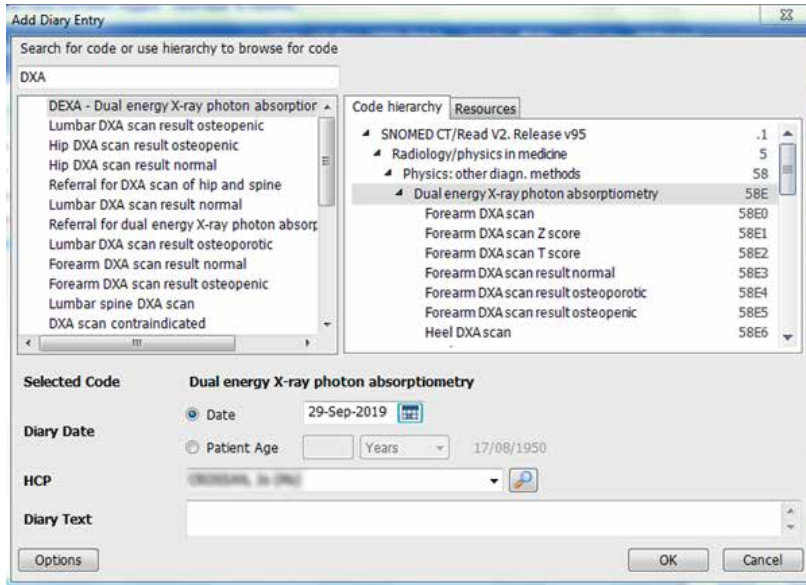 Add Diary Entry
Search for code or use hierarchy to browse for code
DXA
DEXA - Dual energy X-ray photon absorption
Lumbar DXA scan result osteopenic
Hip DXA scan result osteopenic
Hip DXA scan result normal
Referral for DXA scan of hip and spine
Lumbar DXA scan result normal
Referral for dual energy X-ray photon absorp
Lumbar DXA scan result osteoporotic
Forearm DXA scan result normal
Forearm DXA scan result osteopenic
Lumbar spine DXA scan
DXA scan contraindicated
Code hierarchy Resources
SNOMED CT/Read V2. Release v95 .1
Radiology/physics in medicine 5
Physics: other diagn. methods 58
Dual energy X-ray photon absorptiometry 58E
Forearm DXA scan 58E0
Forearm DXA scan Z score 58E1
Forearm DXA scan T score 58E2
Forearm DXA scan result normal 58E3
Forearm DXA scan result osteoporotic 58E4
Forearm DXA scan result osteopenic 58E5
Heel DXA scan 58E6
Selected Code Dual energy X-ray photon absorptiometry
Diary Date
Date 29-Sep-2019
Patient Age Years 17/08/1950
HCP
Diary Text
Options OK Cancel